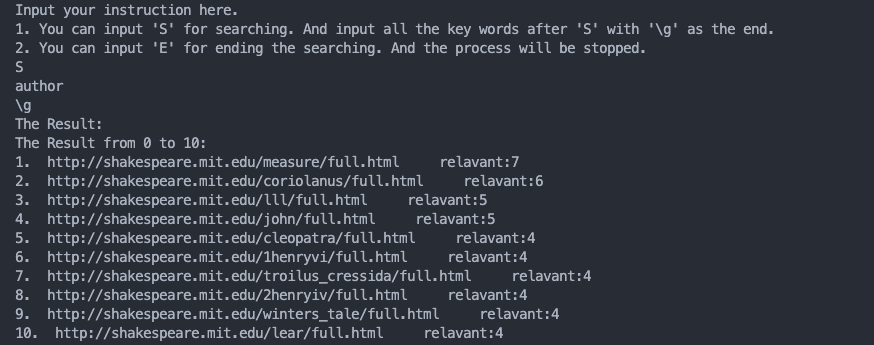 Input your instruction here.
1. You can input 'S' for searching. And input all the key words after 'S' with '\g' as the end.
2. You can input 'E' for ending the searching. And the process will be stopped.
S
author
\g
The Result:
The Result from 0 to 10:
1.  http://shakespeare.mit.edu/measure/full.html     relavant:7
2.  http://shakespeare.mit.edu/coriolanus/full.html     relavant:6
3.  http://shakespeare.mit.edu/lll/full.html     relavant:5
4.  http://shakespeare.mit.edu/john/full.html     relavant:5
5.  http://shakespeare.mit.edu/cleopatra/full.html     relavant:4
6.  http://shakespeare.mit.edu/1henryvi/full.html     relavant:4
7.  http://shakespeare.mit.edu/troilus_cressida/full.html     relavant:4
8.  http://shakespeare.mit.edu/2henryiv/full.html     relavant:4
9.  http://shakespeare.mit.edu/winters_tale/full.html     relavant:4
10.  http://shakespeare.mit.edu/lear/full.html     relavant:4